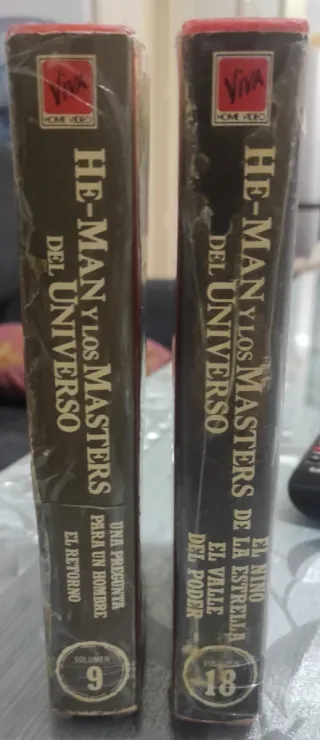 VIVA
HOME VIDEO
HE-MAN Y LOS MASTERS
DEL UNIVERSO
UNA PREGUNTA
PARA UN HOMBRE
EL RETORNO
VOLUMEN
9
VIVA
HOME VIDEO
HE-MAN Y LOS MASTERS
DEL UNIVERSO
EL NIÑO
DE LA ESTRELLA
EL VALLE
DEL PODER
VOLUMEN
18